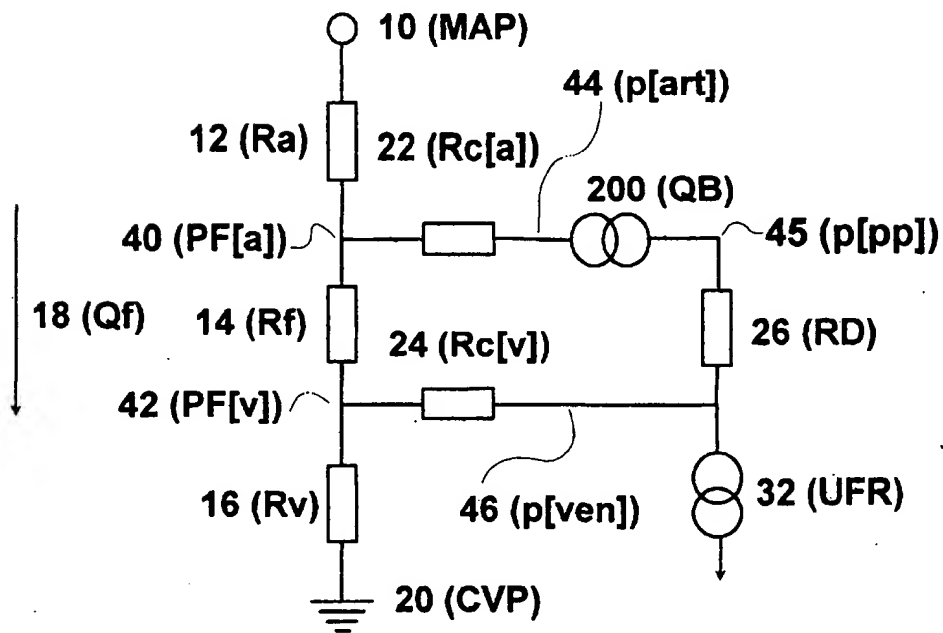 10 (MAP)
44 (p[art])
12 (Ra)
22 (Rc[a])
200 (QB)
40 (PF[a])
45 (p[pp])
18 (Qf)
14 (Rf)
24 (Rc[v])
26 (RD)
42 (PF[v])
16 (Rv)
46 (p[ven])
32 (UFR)
20 (CVP)